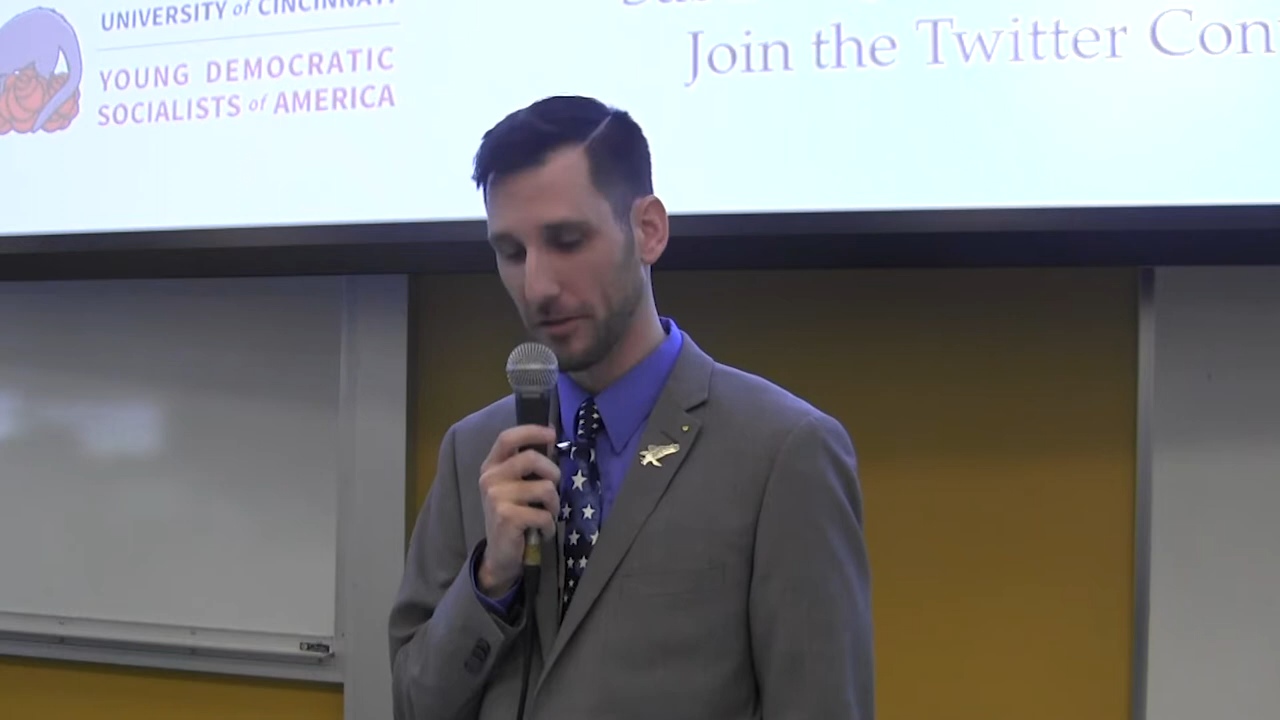 UNIVERSITY of CINCINNATI
YOUNG DEMOCRATIC
SOCIALISTS of AMERICA
Join the Twitter Con